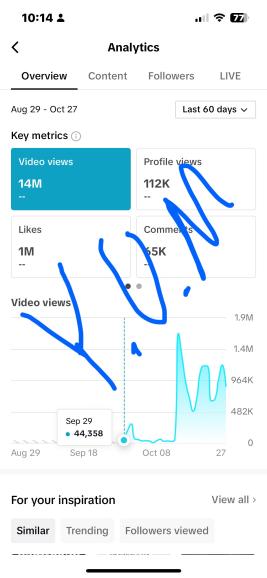 10:14
77
Analytics
Overview Content Followers LIVE
Aug 29 - Oct 27 Last 60 days
Key metrics
Video views
14M
--
Profile views
112K
--
Likes
1M
--
Comments
65K
--
Video views
1.9M
1.4M
964K
482K
0
Sep 29
44,358
Aug 29 Sep 18 Oct 08 27
For your inspiration View all >
Similar Trending Followers viewed